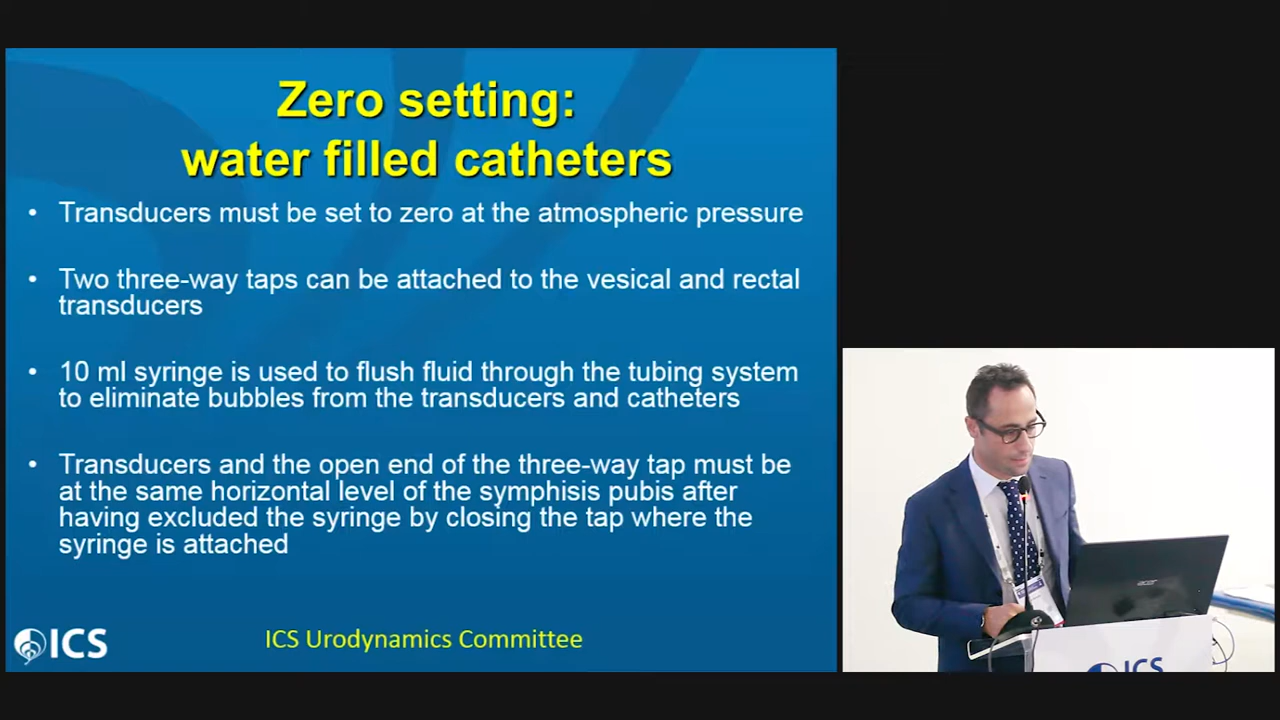 Zero setting:
water filled catheters
• Transducers must be set to zero at the atmospheric pressure
• Two three-way taps can be attached to the vesical and rectal
transducers
• 10 ml syringe is used to flush fluid through the tubing system
to eliminate bubbles from the transducers and catheters
• Transducers and the open end of the three-way tap must be
at the same horizontal level of the symphisis pubis after
having excluded the syringe by closing the tap where the
syringe is attached
ICS
ICS Urodynamics Committee
acer
ICS